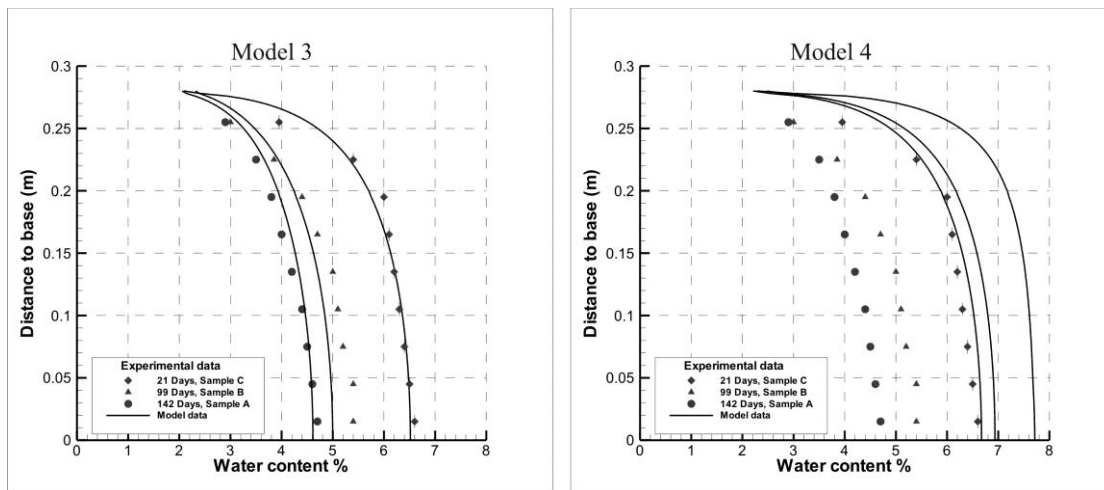 Model 3
0.3
0.25
0.2
0.15
0.1
0.05
0
Distance to base (m)
Experimental data
21 Days, Sample C
99 Days, Sample B
142 Days, Sample A
Model data
0 1 2 3 4 5 6 7 8
Water content %
Model 4
0.3
0.25
0.2
0.15
0.1
0.05
0
Distance to base (m)
Experimental data
21 Days, Sample C
99 Days, Sample B
142 Days, Sample A
Model data
0 1 2 3 4 5 6 7 8
Water content %